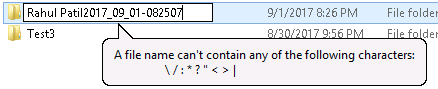 Rahul Patil2017_09_01-082507 9/1/2017 8:26 PM File folder
Test3 8/30/2017 9:56 PM File folder
A file name can't contain any of the following characters:
\ / : * ? " < > |